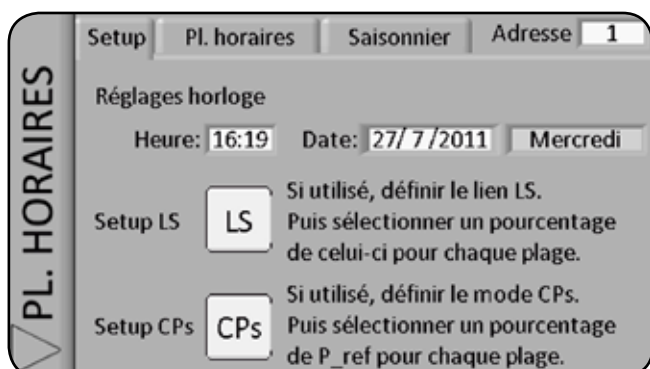 Setup Pl. horaires Saisonnier Adresse 1
PL. HORAIRES
Réglages horloge
Heure: 16:19 Date: 27/ 7/2011 Mercredi
Si utilisé, définir le lien LS.
Setup LS LS Puis sélectionner un pourcentage
de celui-ci pour chaque plage.
Si utilisé, définir le mode CPs.
Setup CPs CPs Puis sélectionner un pourcentage
de P_ref pour chaque plage.